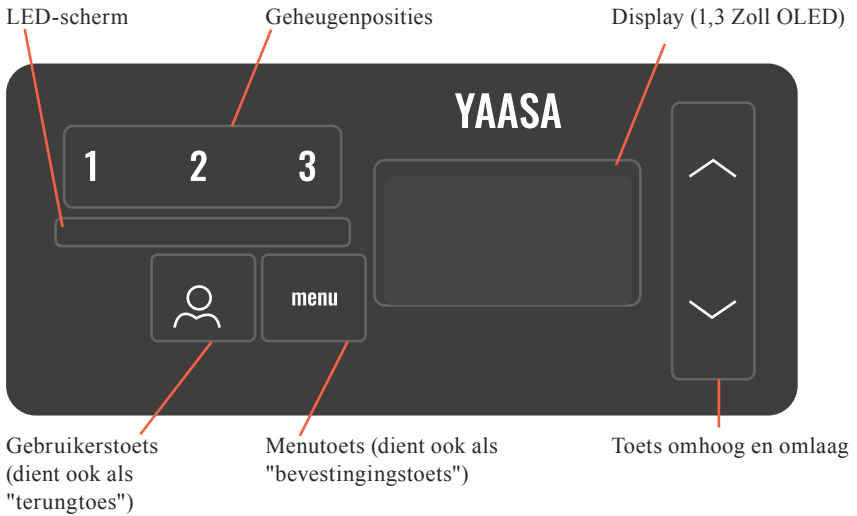 LED-scherm
Geheugenposities
Display (1,3 Zoll OLED)
YAASA
1 2 3
menu
Gebruikerstoets
(dient ook als
"terungtoes")
Menutoets (dient ook als
"bevestingingstoets")
Toets omhoog en omlaag